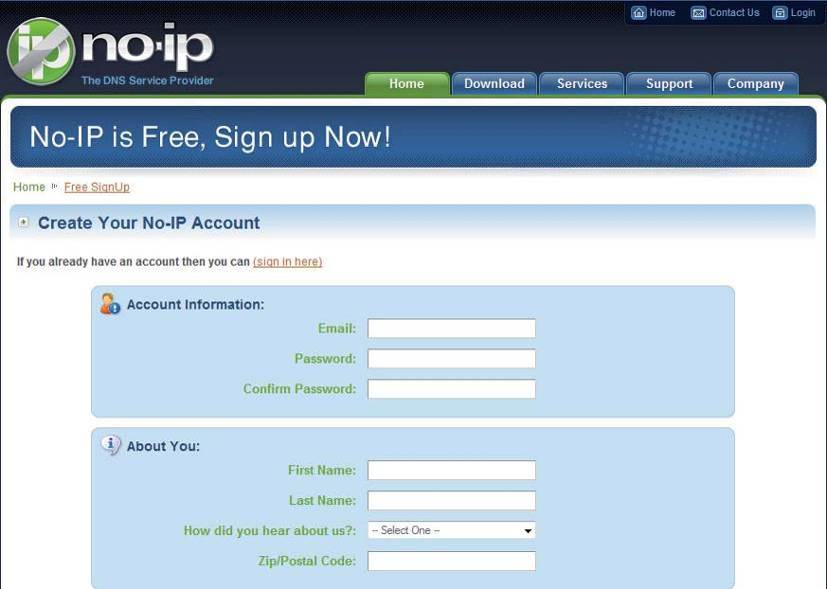 Home Contact Us Login
ip no-ip
The DNS Service Provider
Home Download Services Support Company
No-IP is Free, Sign up Now!
Home Free SignUp
Create Your No-IP Account
If you already have an account then you can (sign in here)
Account Information:
Email:
Password:
Confirm Password:
About You:
First Name:
Last Name:
How did you hear about us?: -- Select One --
Zip/Postal Code: